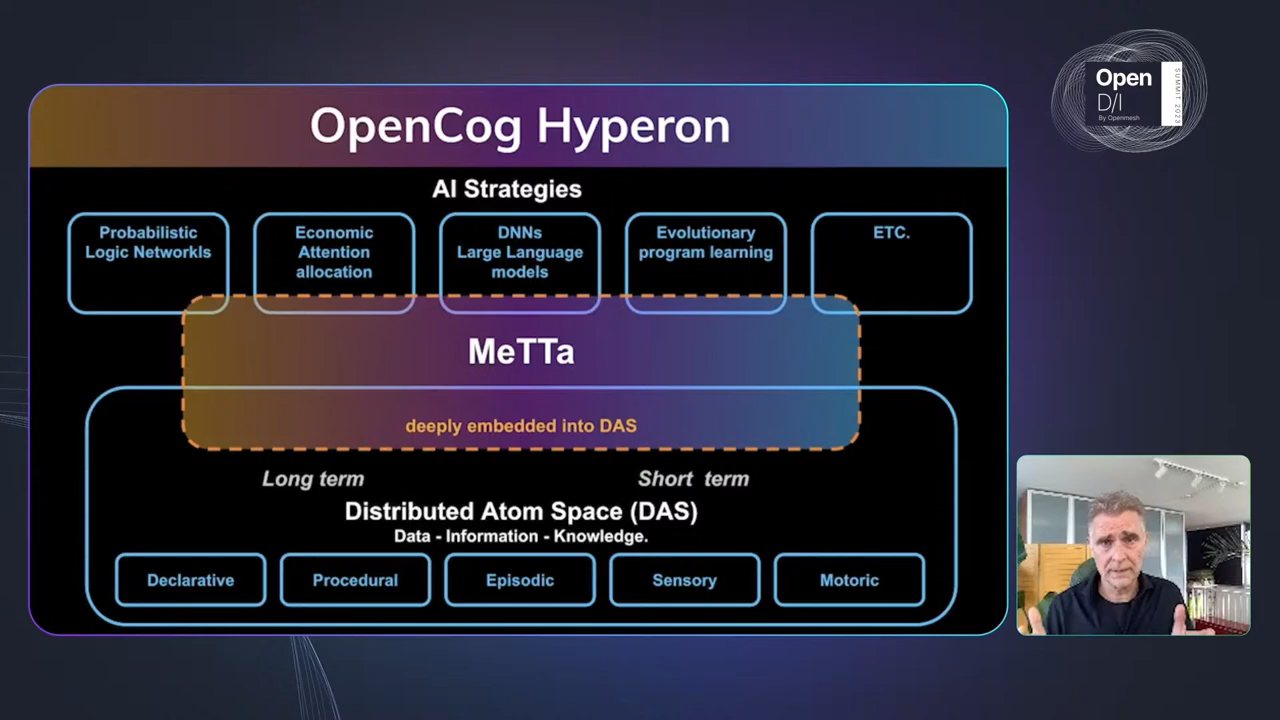 Open
D/I
By Openmesh
SUMMIT 2023
OpenCog Hyperon
AI Strategies
Probabilistic
Logic Networkls
Economic
Attention
allocation
DNNs
Large Language
models
Evolutionary
program learning
ETC.
MeTTa
deeply embedded into DAS
Long term
Short term
Distributed Atom Space (DAS)
Data - Information - Knowledge.
Declarative
Procedural
Episodic
Sensory
Motoric